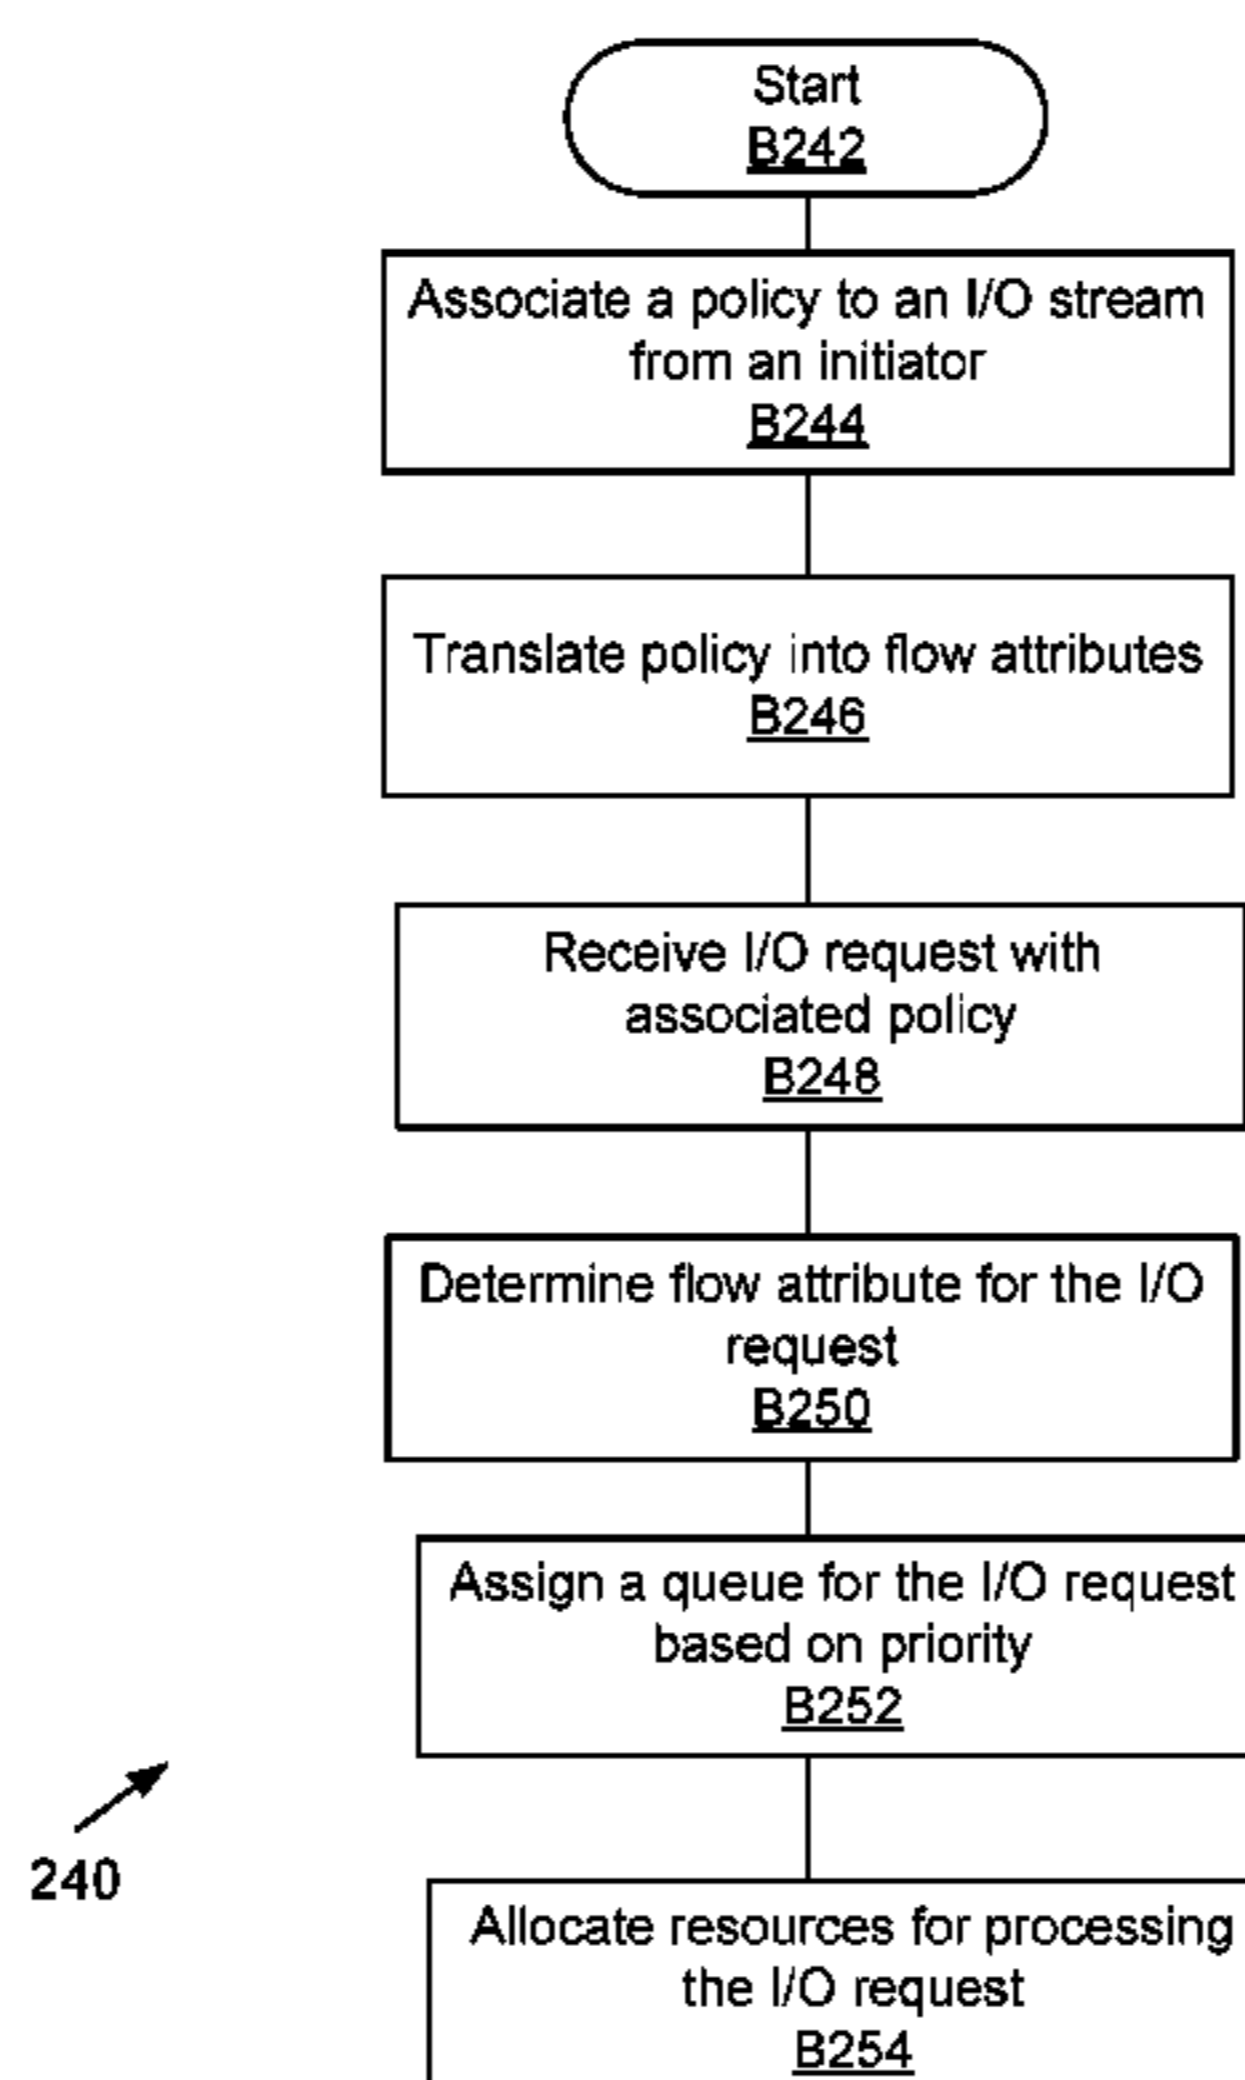 Start
B242
Associate a policy to an I/O stream
from an initiator
B244
Translate policy into flow attributes
B246
Receive I/O request with
associated policy
B248
Determine flow attribute for the I/O
request
B250
Assign a queue for the I/O request
based on priority
B252
240
Allocate resources for processing
the I/O request
B254